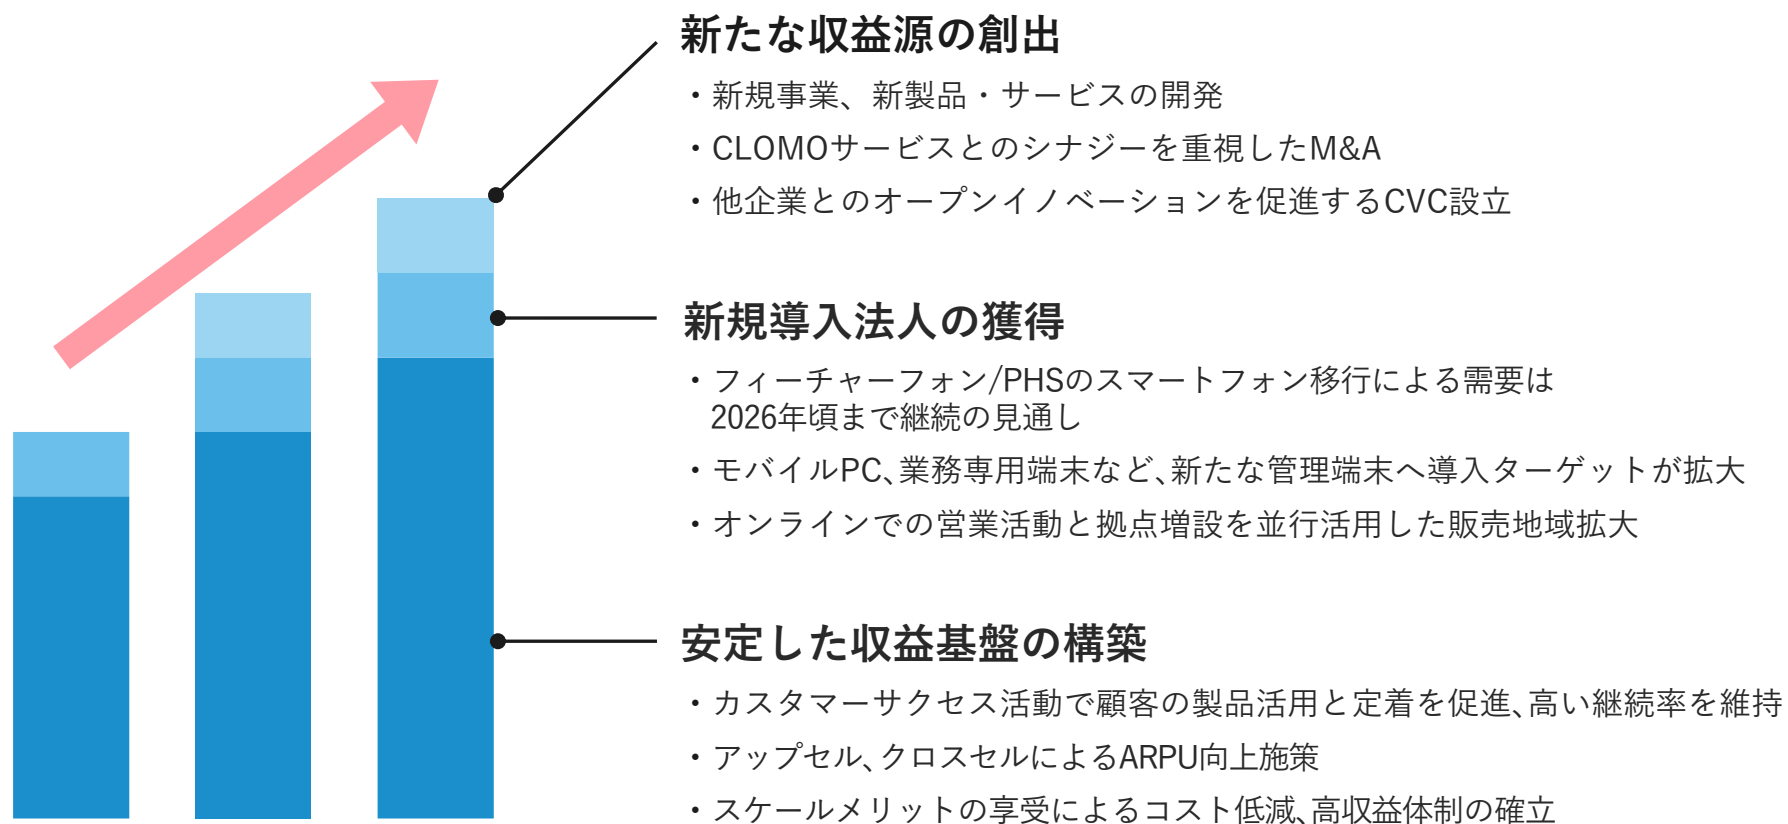 新たな収益源の創出
・新規事業、新製品・サービスの開発
・CLOMOサービスとのシナジーを重視したM&A
・他企業とのオープンイノベーションを促進するCVC設立
新規導入法人の獲得
・フィーチャーフォン/PHSのスマートフォン移行による需要は
2026年頃まで継続の見通し
・モバイルPC、業務専用端末など、新たな管理端末へ導入ターゲットが拡大
・オンラインでの営業活動と拠点増設を並行活用した販売地域拡大
安定した収益基盤の構築
・カスタマーサクセス活動で顧客の製品活用と定着を促進、高い継続率を維持
・アップセル、クロスセルによるARPU向上施策
・スケールメリットの享受によるコスト低減、高収益体制の確立